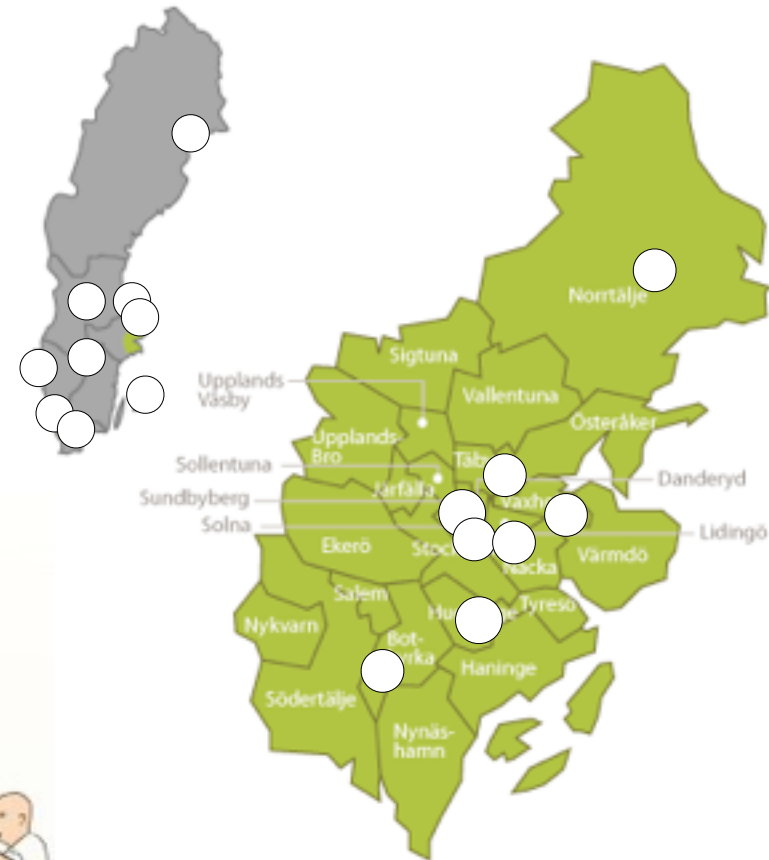 Norrtälje
Sigtuna
Upplands
Väsby
Vallentuna
Österåker
Upplands-
Bro
Sollentuna
Danderyd
Järfälla
Sundbyberg
Solna
Lidingö
Ekerö
Värmdö
Nacka
Salem
Tyresö
Nykvarn
Bot-
Haninge
Södertälje
Nynäs-
hamn